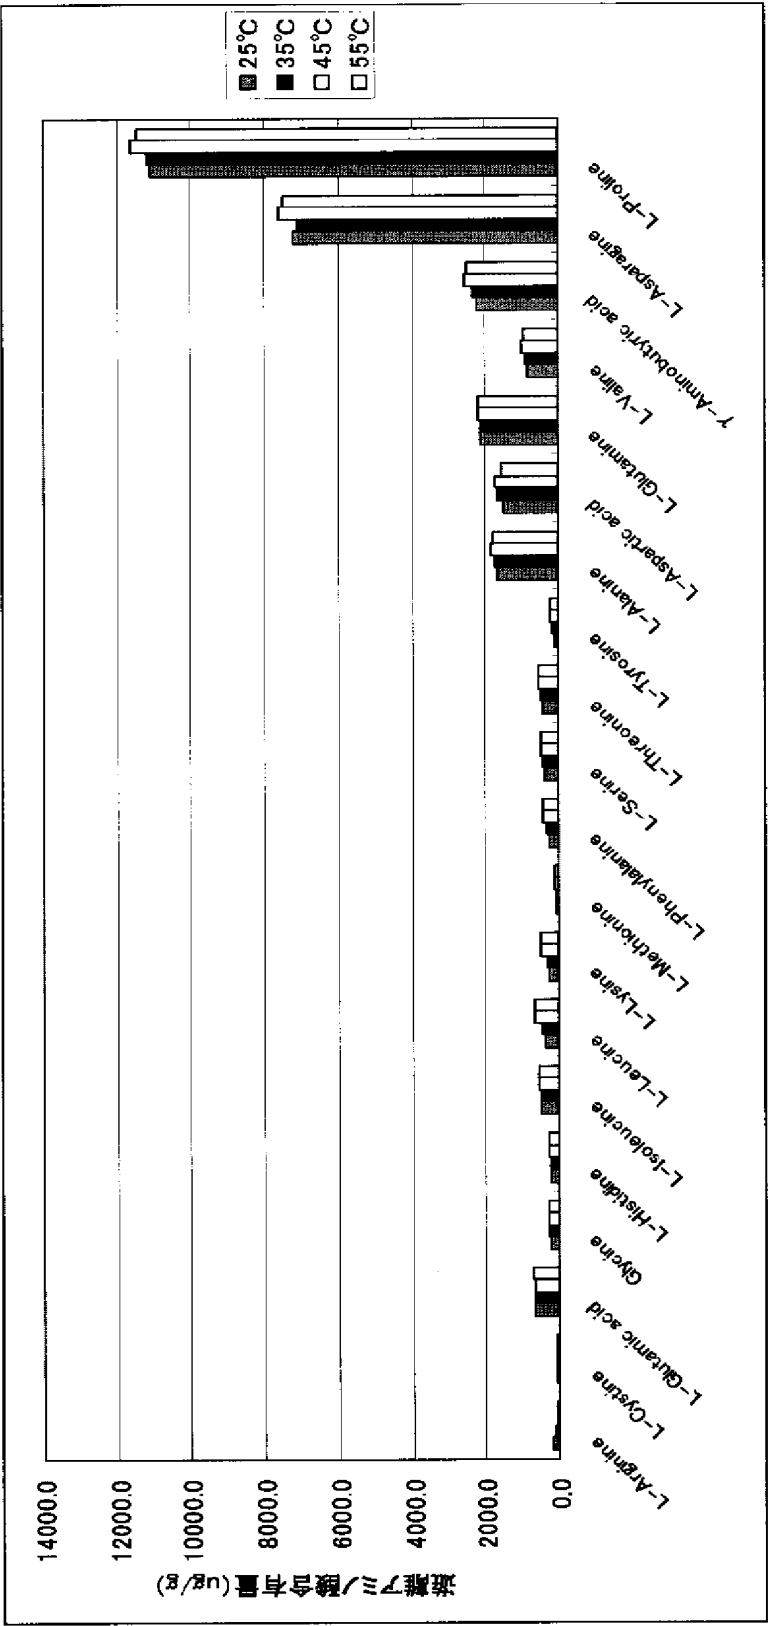 遊離アミノ酸含有量(ug/g)
14000.0
12000.0
10000.0
8000.0
6000.0
4000.0
2000.0
0.0
L-Arginine
L-Cystine
L-Glutamic acid
Glycine
L-Histidine
L-Isoleucine
L-Leucine
L-Lysine
L-Methionine
L-Phenylalanine
L-Serine
L-Threonine
L-Tyrosine
L-Alanine
L-Aspartic acid
L-Glutamine
L-Valine
γ-Aminobutyric acid
L-Asparagine
L-Proline
25℃
35℃
45℃
55℃